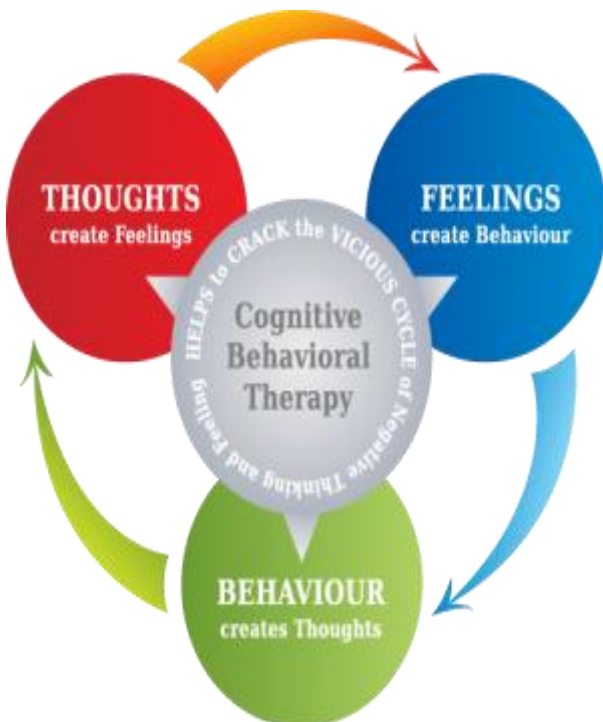 THOUGHTS
create Feelings
FEELINGS
create Behaviour
HELPS to CRACK the VICIOUS CYCLE of Negative Thinking and Feeling
Cognitive
Behavioral
Therapy
BEHAVIOUR
creates Thoughts